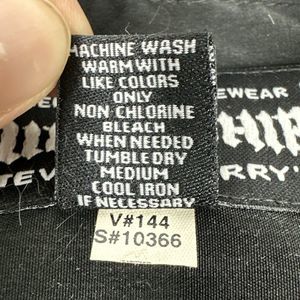 MACHINE WASH
WARM WITH
LIKE COLORS
ONLY
NON-CHLORINE
BLEACH
WHEN NEEDED
TUMBLE DRY
MEDIUM
COOL IRON
IF NECESSARY
V#144
S#10366
EWEAR